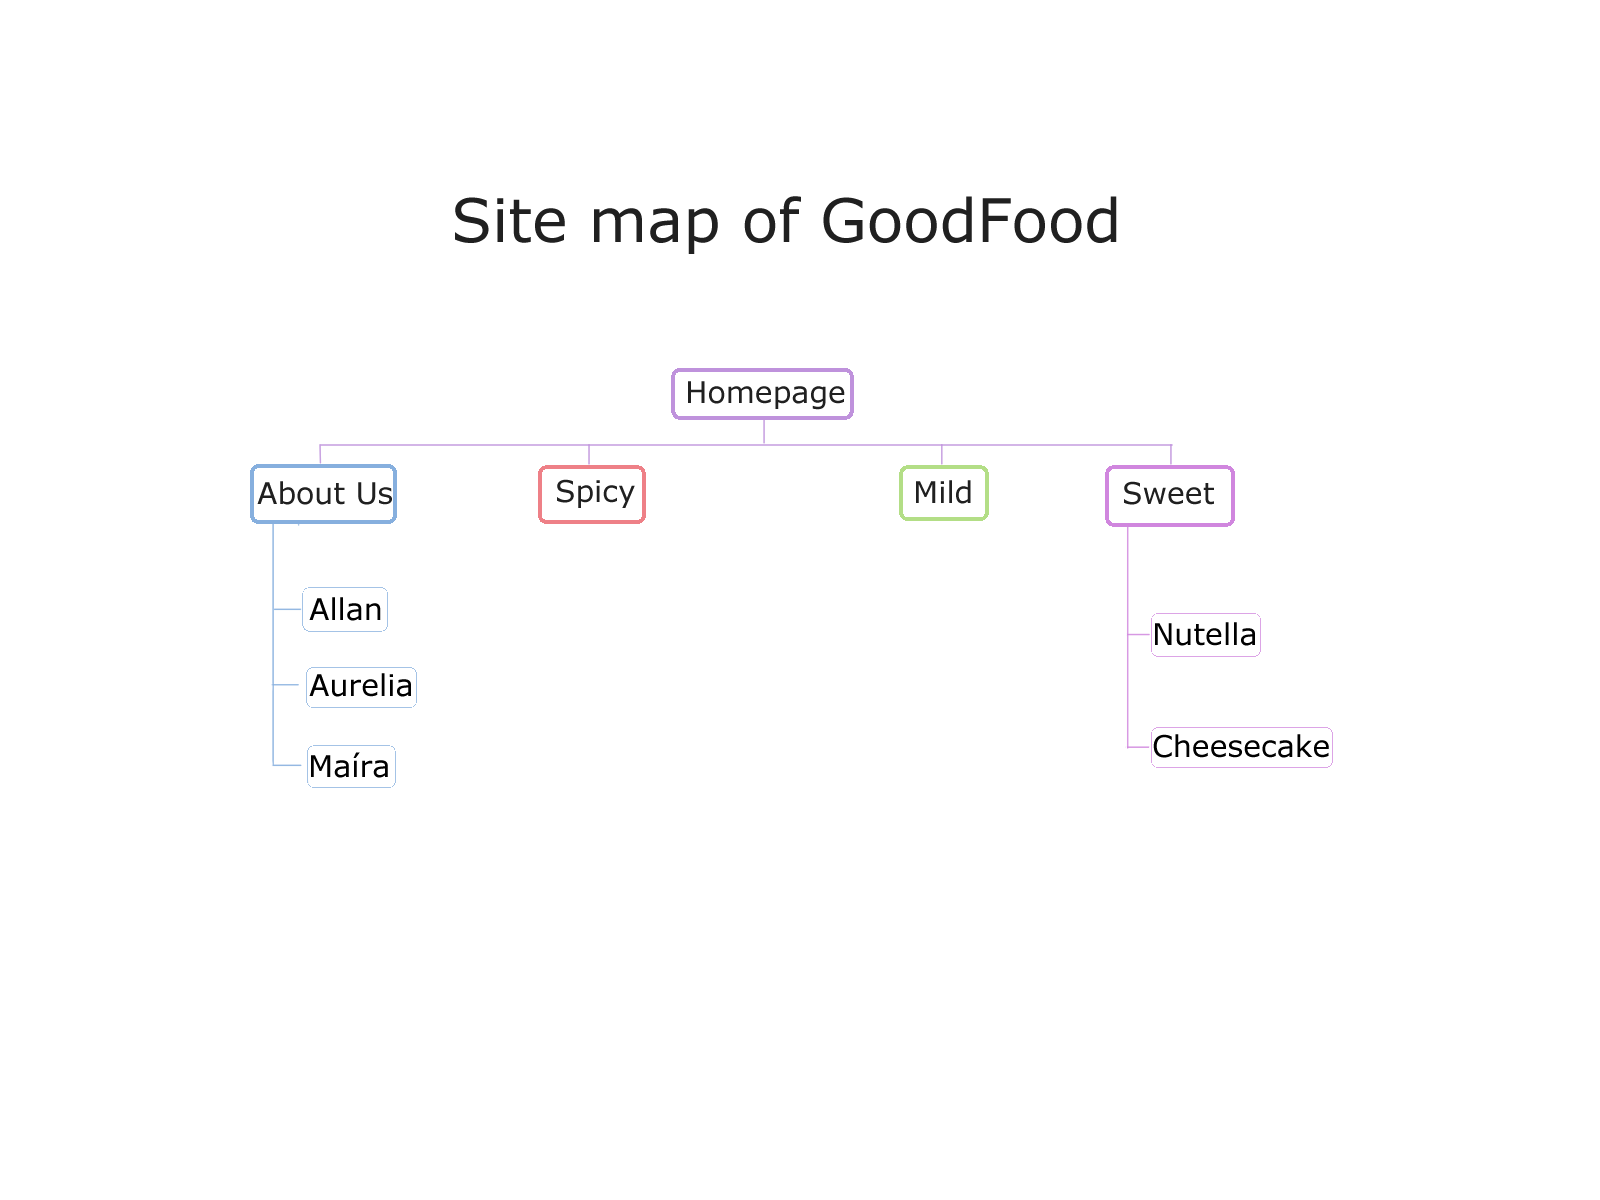 Site map of GoodFood
Homepage
About Us
Spicy
Mild
Sweet
Allan
Aurelia
Maíra
Nutella
Cheesecake